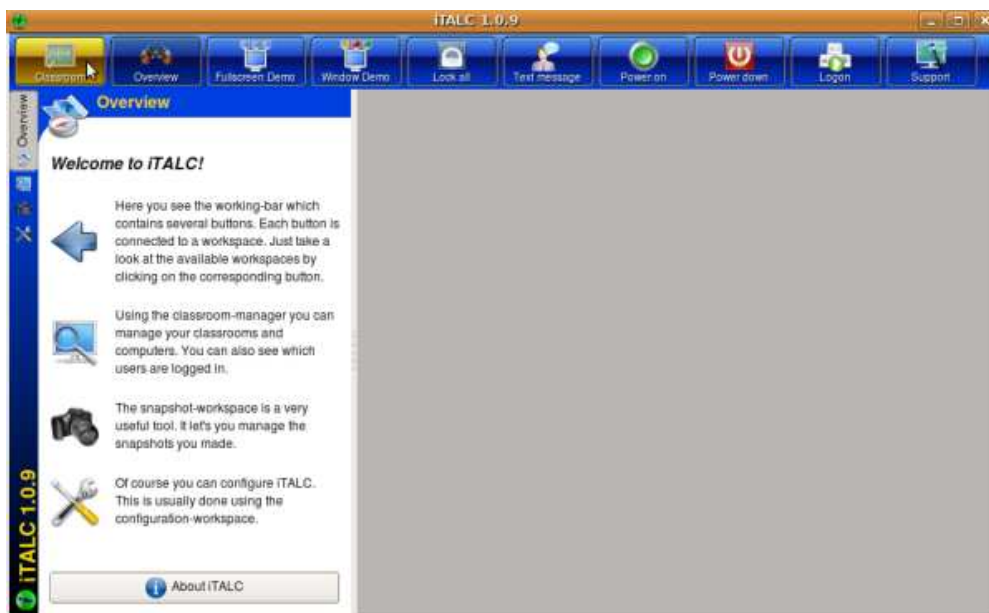 iTALC 1.0.9
Classroom
Overview
Fullscreen Demo
Window Demo
Lock all
Text message
Power on
Power down
Logon
Support
Overview
Overview
Welcome to iTALC!
Here you see the working-bar which
contains several buttons. Each button is
connected to a workspace. Just take a
look at the available workspaces by
clicking on the corresponding button.
Using the classroom-manager you can
manage your classrooms and
computers. You can also see which
users are logged in.
The snapshot-workspace is a very
useful tool. It let's you manage the
snapshots you made.
Of course you can configure iTALC.
This is usually done using the
configuration-workspace.
About iTALC
iTALC 1.0.9